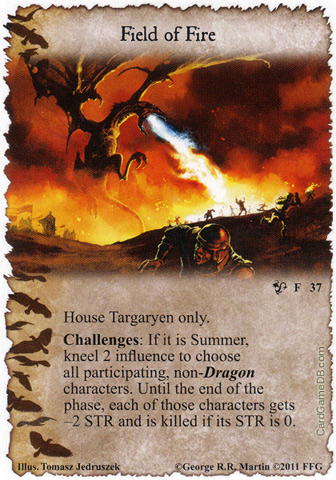 Field of Fire
F 37
House Targaryen only.
Challenges: If it is Summer,
kneel 2 influence to choose
all participating, non-Dragon
characters. Until the end of the
phase, each of those characters gets
–2 STR and is killed if its STR is 0.
CardGameDB.com
Illus. Tomasz Jedruszek ©George R.R. Martin ©2011 FFG